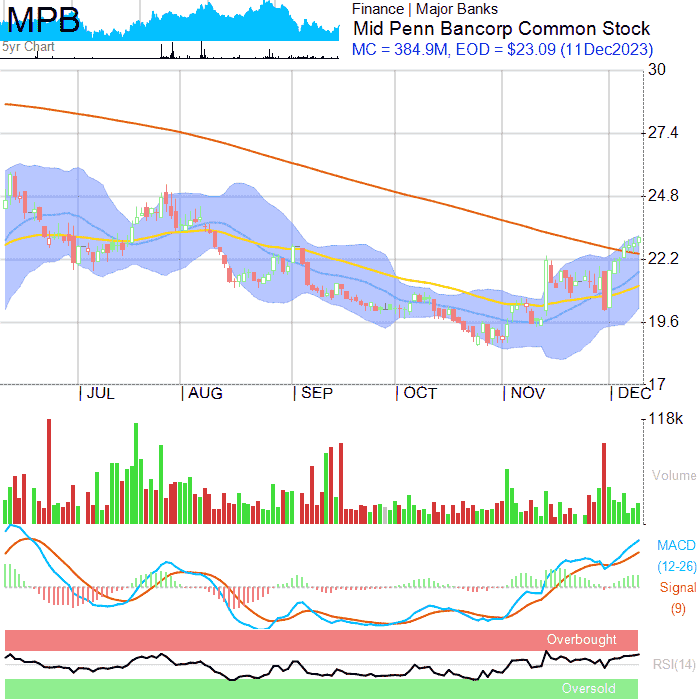 MPB
5yr Chart
Finance | Major Banks
Mid Penn Bancorp Common Stock
MC = 384.9M, EOD = $23.09 (11Dec2023)
30
27.4
24.8
22.2
19.6
17
JUL AUG SEP OCT NOV DEC
118k
Volume
MACD
(12-26)
Signal
(9)
Overbought
RSI(14)
Oversold